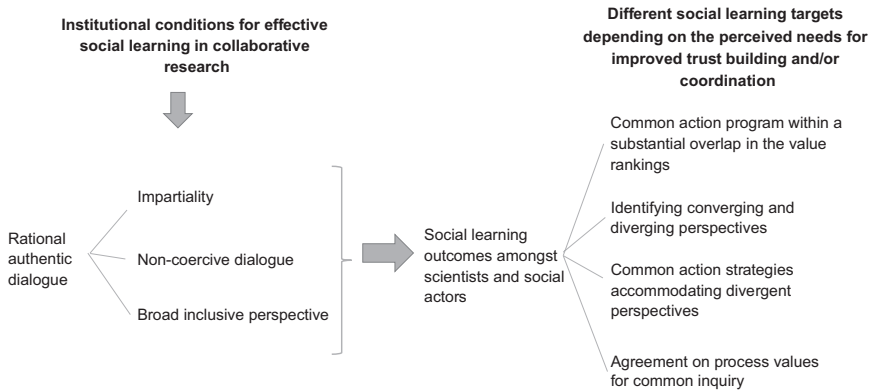 Institutional conditions for effective
social learning in collaborative
research
Rational
authentic
dialogue
Impartiality
Non-coercive dialogue
Broad inclusive perspective
Social learning
outcomes amongst
scientists and social
actors
Different social learning targets
depending on the perceived needs for
improved trust building and/or
coordination
Common action program within a
substantial overlap in the value
rankings
Identifying converging and
diverging perspectives
Common action strategies
accommodating divergent
perspectives
Agreement on process values
for common inquiry